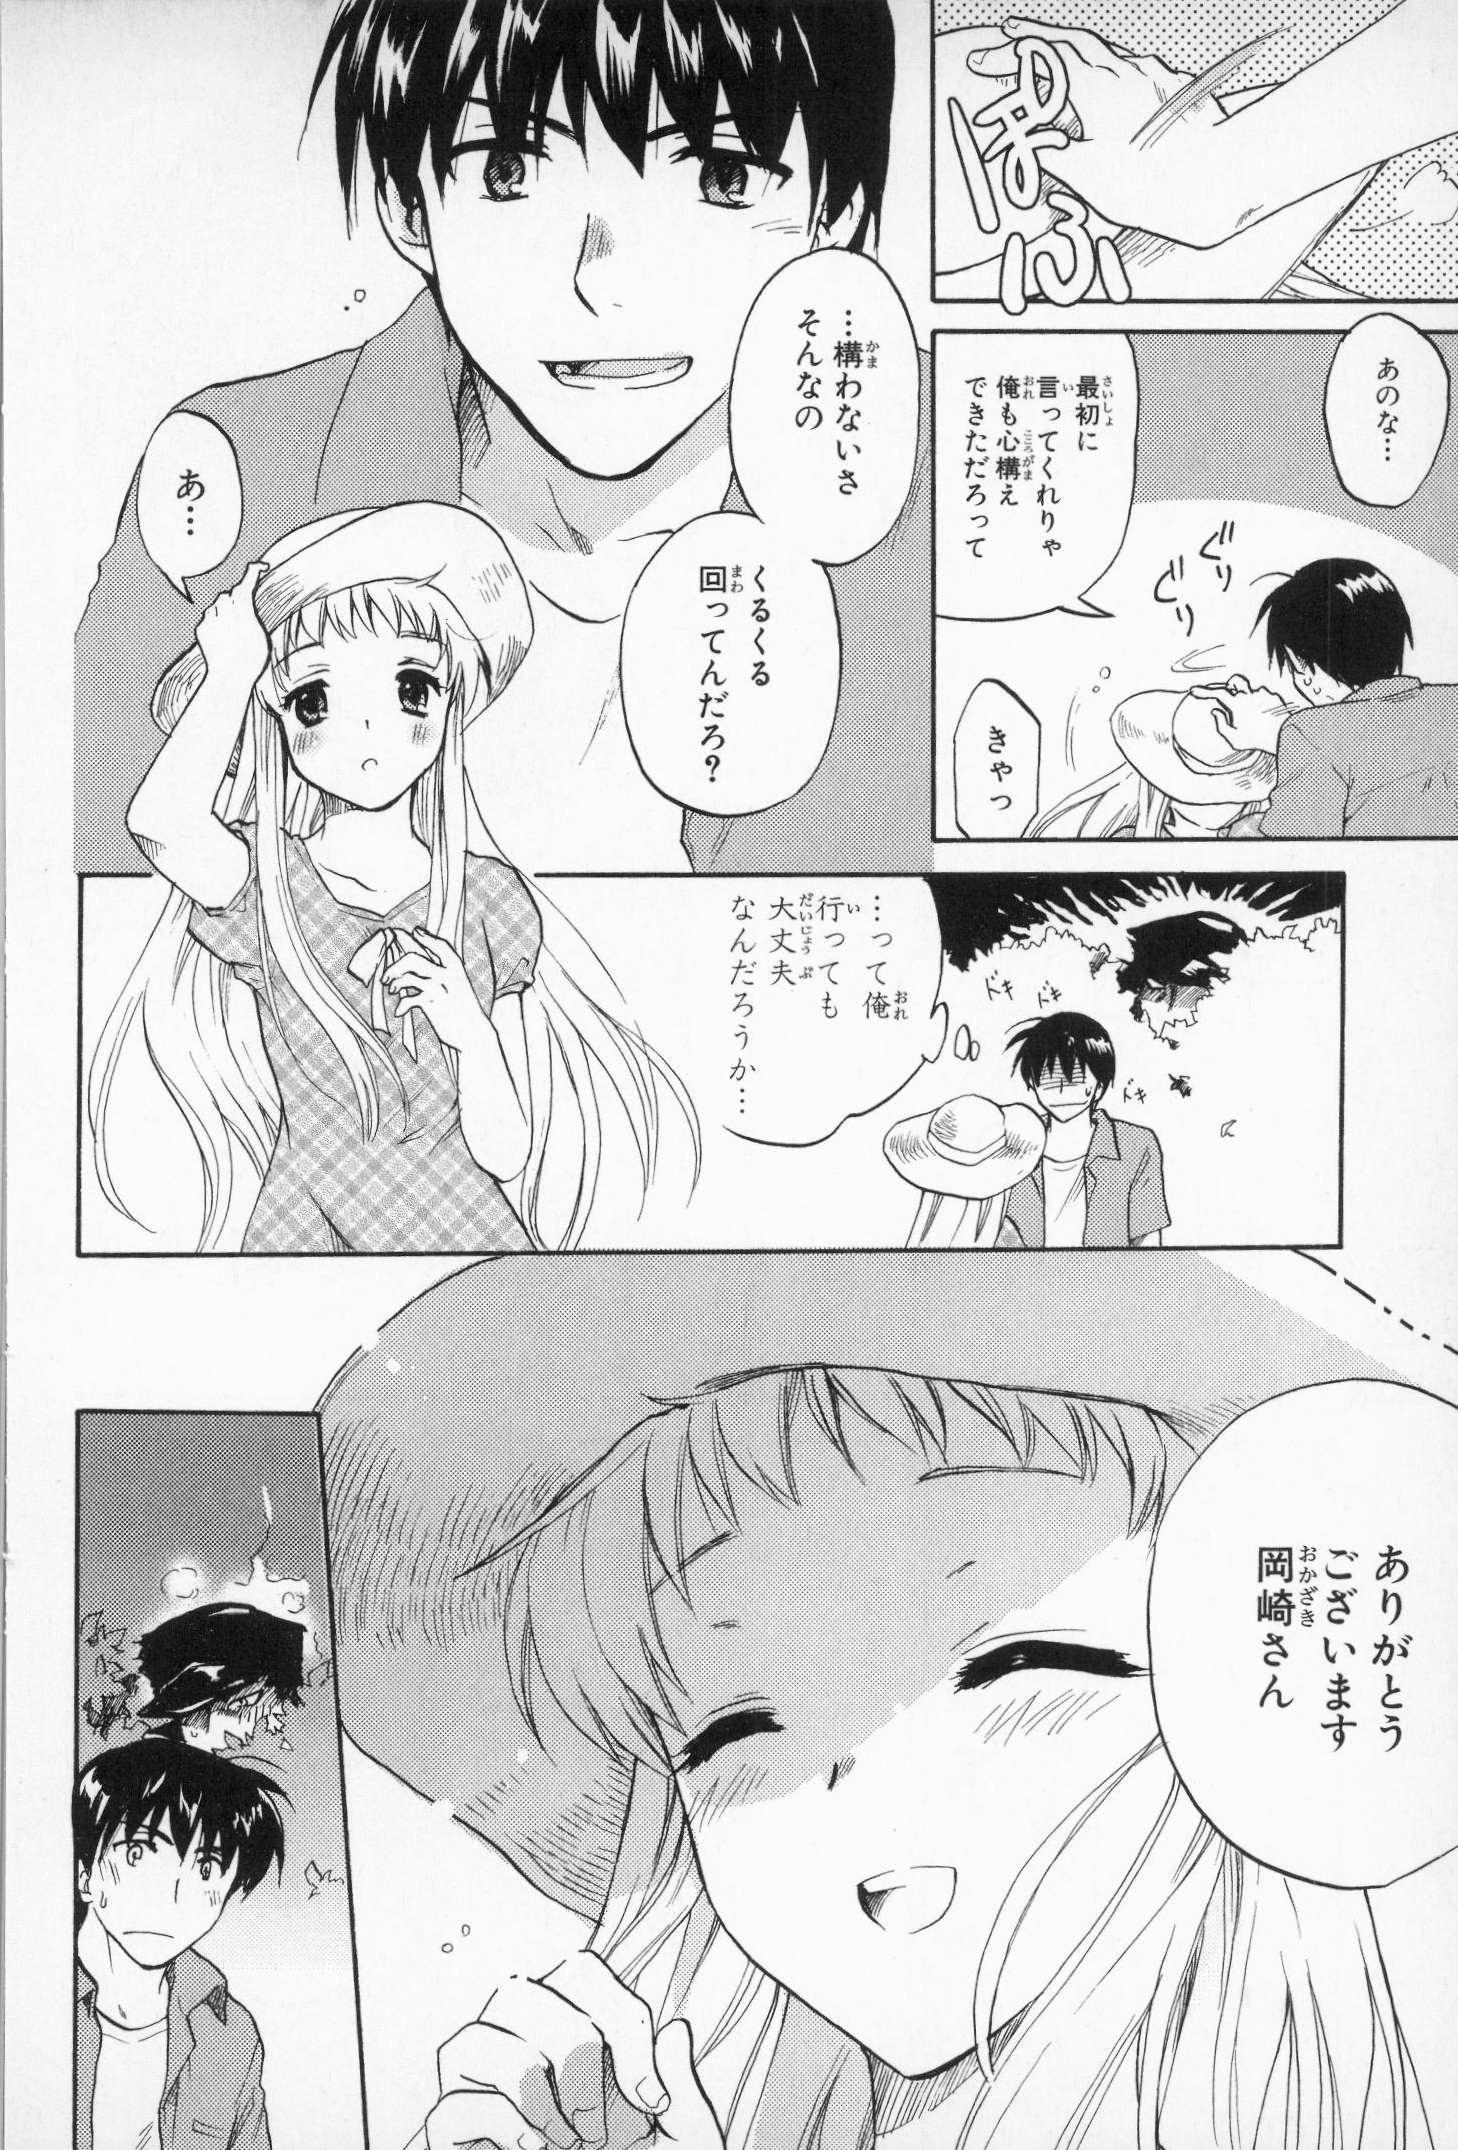 ぽふ
あのな…
最初に
言ってくれりゃ
俺も心構え
できただろって
ぐりぐり
きゃっ
…構わないさ
そんなの
くるくる
回ってんだろ?
あ…
ドキ
ドキ
ドキ
…って俺
行っても
大丈夫
なんだろうか…
ありがとう
ございます
岡崎さん